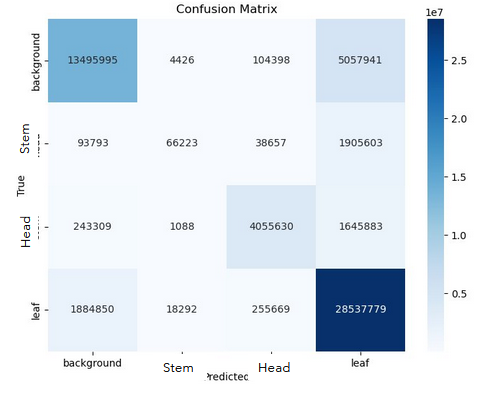 Confusion Matrix
1e7
background 13495995 4426 104398 5057941
Stem 93793 66223 38657 1905603
True
Head 243309 1088 4055630 1645883
leaf 1884850 18292 255669 28537779
background Stem Head leaf
2.5
2.0
1.5
1.0
0.5